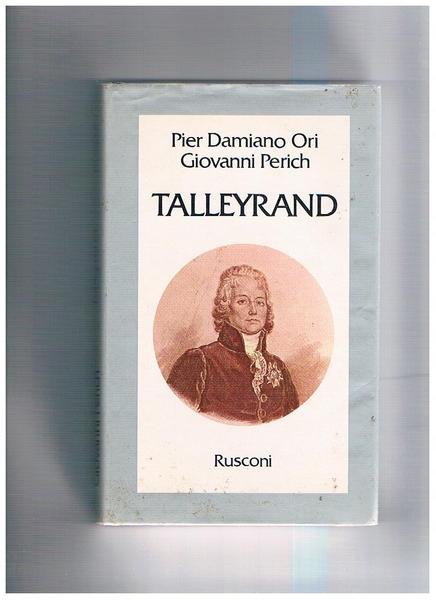 Pier Damiano Ori
Giovanni Perich
TALLEYRAND
Rusconi